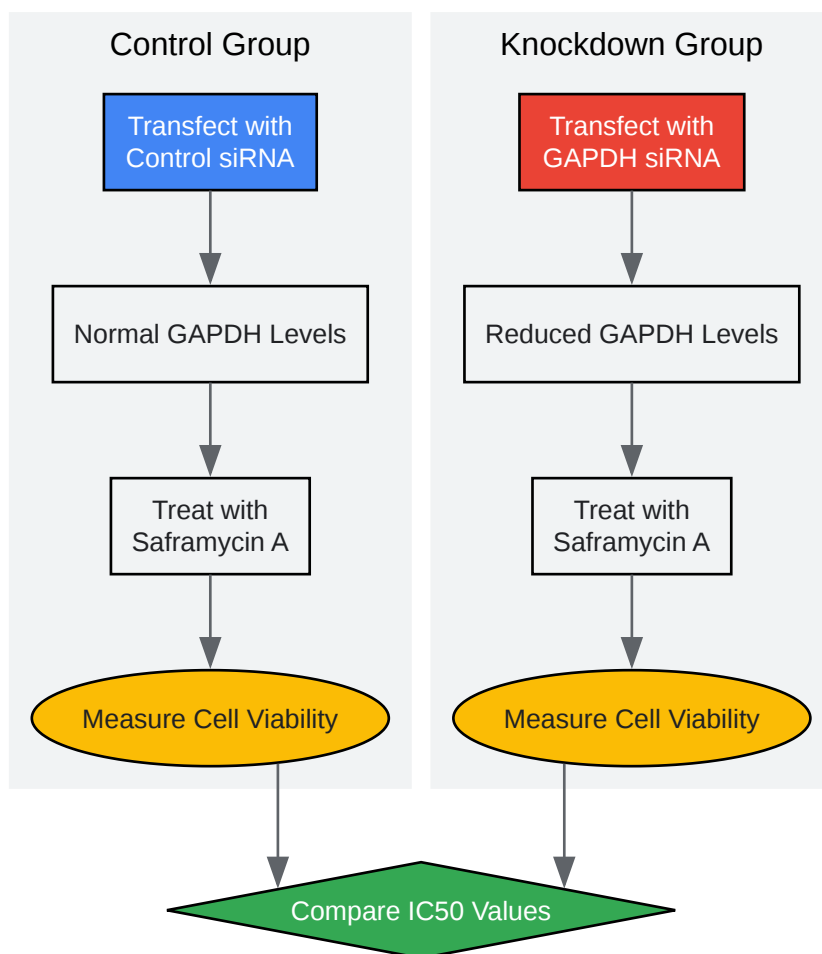 Control Group
Transfect with
Control siRNA
Normal GAPDH Levels
Treat with
Saframycin A
Measure Cell Viability
Knockdown Group
Transfect with
GAPDH siRNA
Reduced GAPDH Levels
Treat with
Saframycin A
Measure Cell Viability
Compare IC50 Values